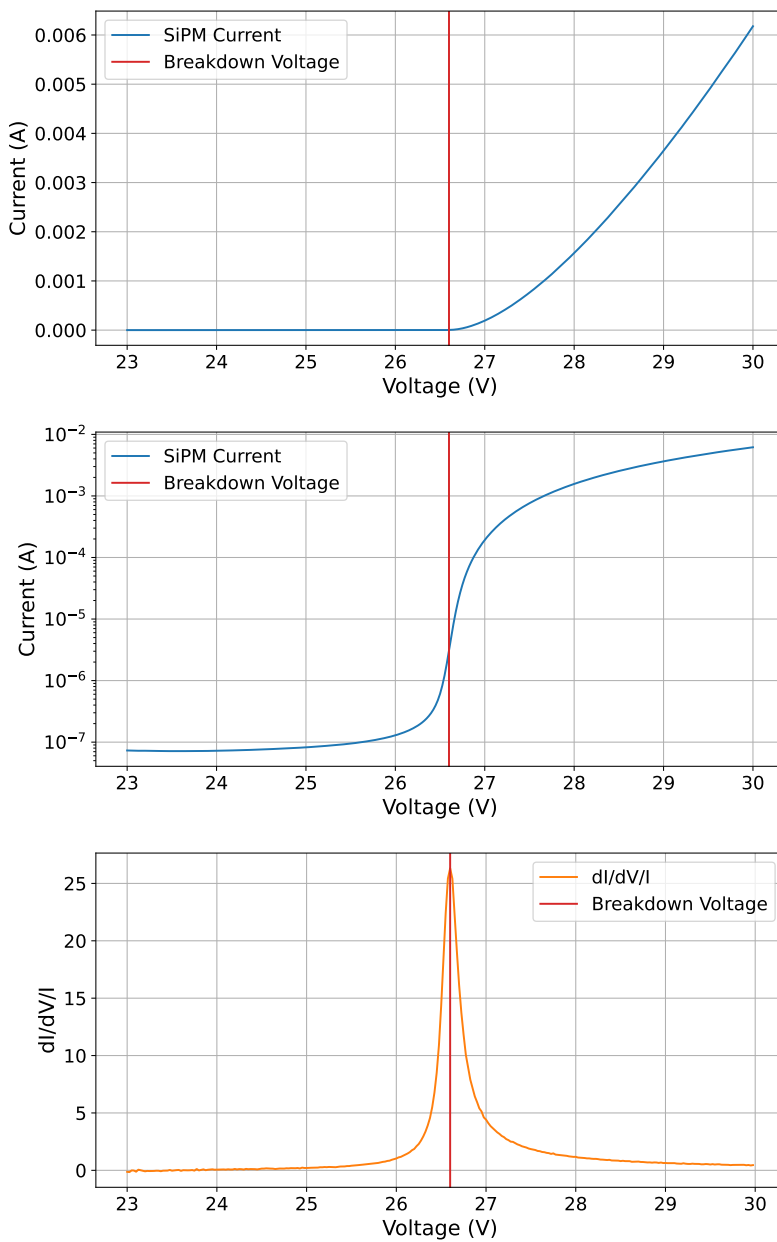 SiPM Current
Breakdown Voltage
0.006
0.005
0.004
0.003
0.002
0.001
0.000
Current (A)
23 24 25 26 27 28 29 30
Voltage (V)
SiPM Current
Breakdown Voltage
10⁻²
10⁻³
10⁻⁴
10⁻⁵
10⁻⁶
10⁻⁷
Current (A)
23 24 25 26 27 28 29 30
Voltage (V)
dI/dV/I
Breakdown Voltage
25
20
15
10
5
0
dI/dV/I
23 24 25 26 27 28 29 30
Voltage (V)